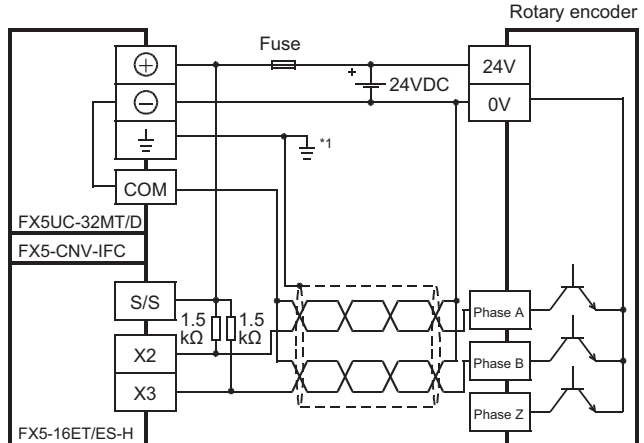 Rotary encoder
Fuse
24V
+
24VDC
0V
*1
COM
FX5UC-32MT/D
FX5-CNV-IFC
S/S
1.5
kΩ
1.5
kΩ
X2
X3
Phase A
Phase B
Phase Z
FX5-16ET/ES-H